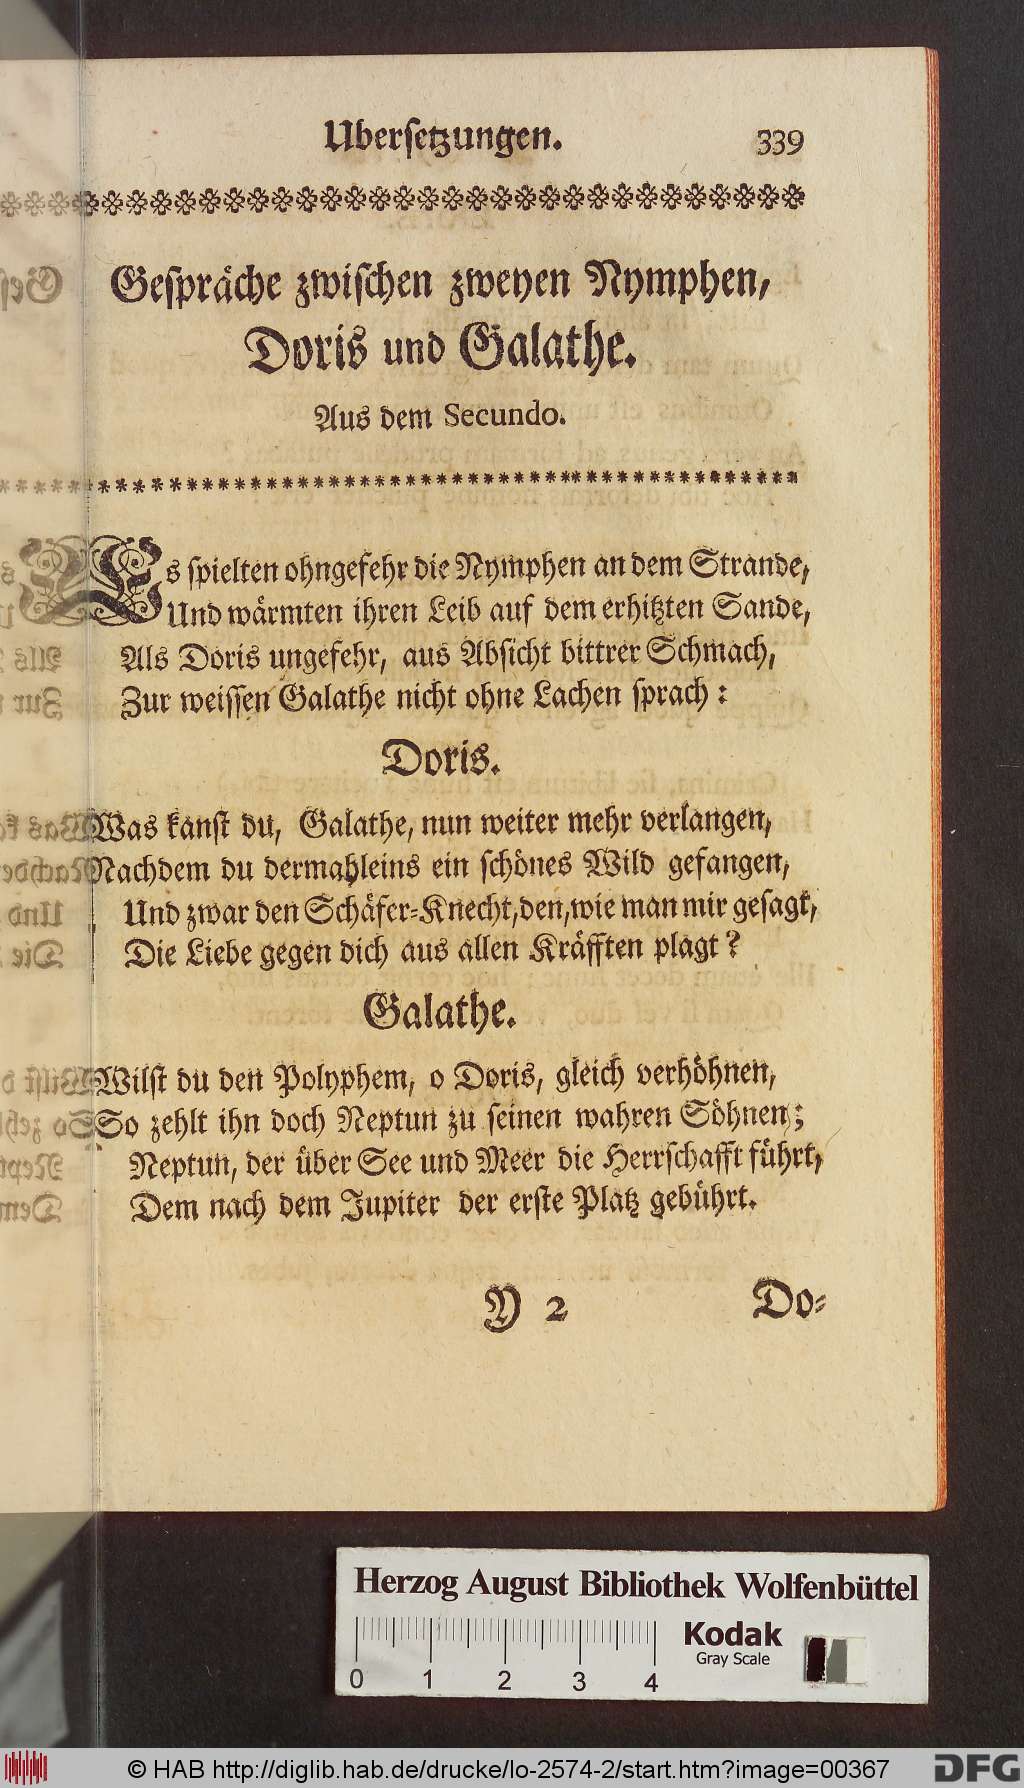 Ubersetzungen. 339
Gespräche zwischen zweyen Nymphen,
Doris und Galathe.
Aus dem Secundo.
Es spielten ohngefehr die Nymphen an dem Strande,
Und wärmten ihren Leib auf dem erhitzten Sande,
Als Doris ungefehr, aus Absicht bittrer Schmach,
Zur weissen Galathe nicht ohne Lachen sprach:
Doris.
Was kanst du, Galathe, nun weiter mehr verlangen,
Nachdem du dermahleins ein schönes Wild gefangen,
Und zwar den Schäfer-Knecht, den, wie man mir gesagt,
Die Liebe gegen dich aus allen Kräfften plagt?
Galathe.
Wilst du den Polyphem, o Doris, gleich verhöhnen,
So zehlt ihn doch Neptun zu seinen wahren Söhnen;
Neptun, der über See und Meer die Herrschafft führt,
Dem nach dem Jupiter der erste Platz gebührt.
Y 2 Do-
Herzog August Bibliothek Wolfenbüttel
Kodak
Gray Scale
0 1 2 3 4
© HAB http://diglib.hab.de/drucke/lo-2574-2/start.htm?image=00367
DFG